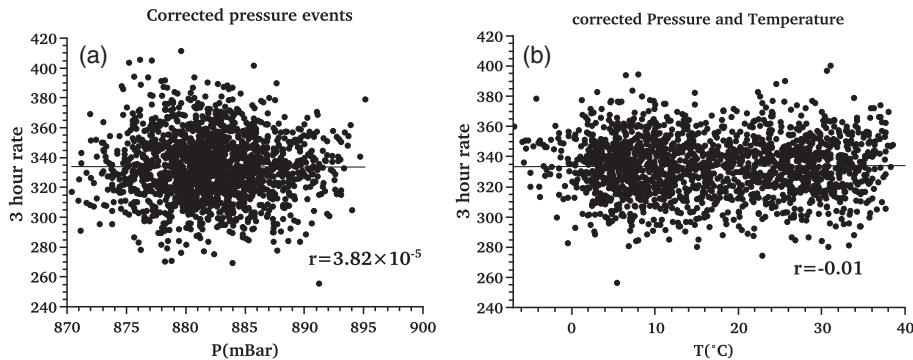 Corrected pressure events
(a)
3 hour rate
420
400
380
360
340
320
300
280
260
240
r=3.82×10-5
870 875 880 885 890 895 900
P(mBar)
corrected Pressure and Temperature
(b)
3 hour rate
420
400
380
360
340
320
300
280
260
240
r=-0.01
0 10 20 30 40
T(°C)